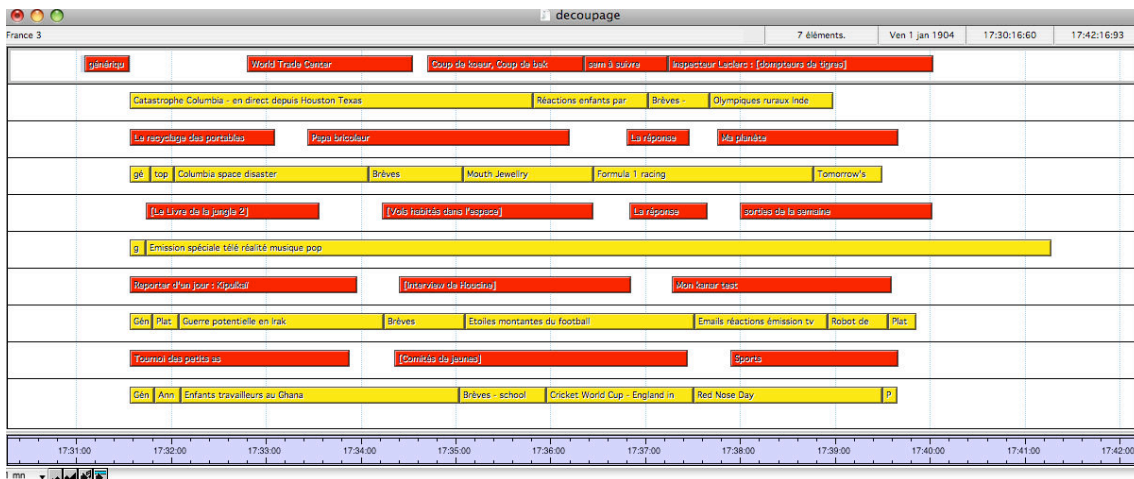 decoupage
France 3 7 éléments. Ven 1 jan 1904 17:30:16:60 17:42:16:93
génériqu World Trade Center Coup de koeur, Coup de bek sem à suivre Inspecteur Leclerc : [dompteurs de tigres]
Catastrophe Columbia - en direct depuis Houston Texas Réactions enfants par Brèves - Olympiques ruraux Inde
Le recyclage des portables Papa bricoleur La réponse Ma planète
gé top Columbia space disaster Brèves Mouth Jewellry Formula 1 racing Tomorrow's
[Le Livre de la jungle 2] [Vols habités dans l'espace] La réponse sorties de la semaine
g Emission spéciale télé réalité musique pop
Reporter d'un jour : Kipulkaï [Interview de Houcine] Mon kunar test
Gén Plat Guerre potentielle en Irak Brèves Etoiles montantes du football Emails réactions émission tv Robot de Plat
Tournoi des petits as [Comités de jeunes] Sports
Gén Ann Enfants travailleurs au Ghana Brèves - school Cricket World Cup - England in Red Nose Day P
17:31:00 17:32:00 17:33:00 17:34:00 17:35:00 17:36:00 17:37:00 17:38:00 17:39:00 17:40:00 17:41:00 17:42:00
1 mn